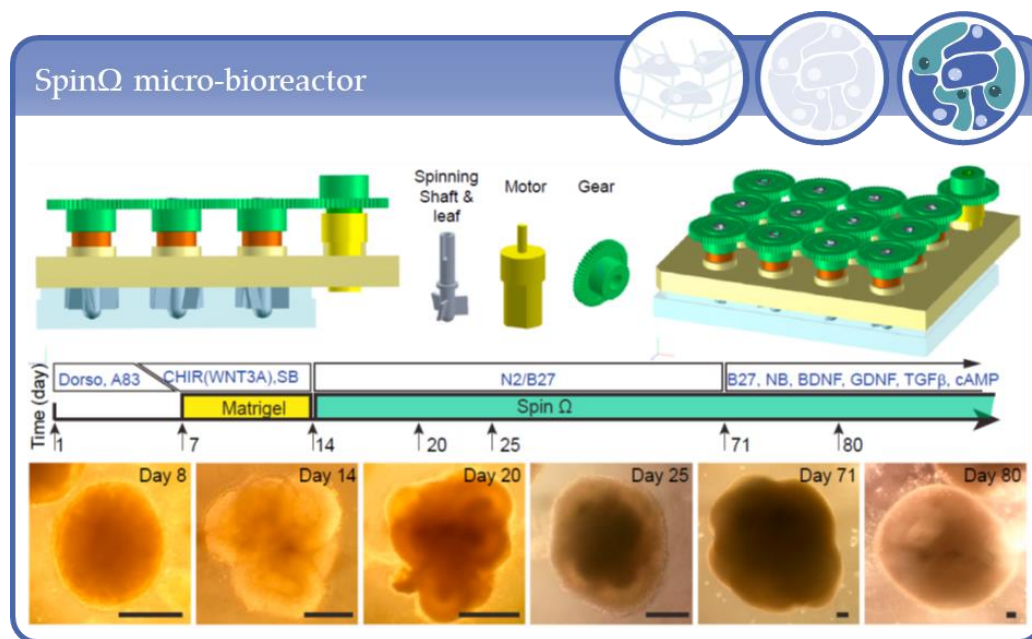 SpinΩ micro-bioreactor
Spinning
Shaft &
leaf
Motor
Gear
Time (day)
Dorso, A83
CHIR(WNT3A),SB
N2/B27
B27, NB, BDNF, GDNF, TGFβ, cAMP
Matrigel
Spin Ω
1
7
14
20
25
71
80
Day 8
Day 14
Day 20
Day 25
Day 71
Day 80